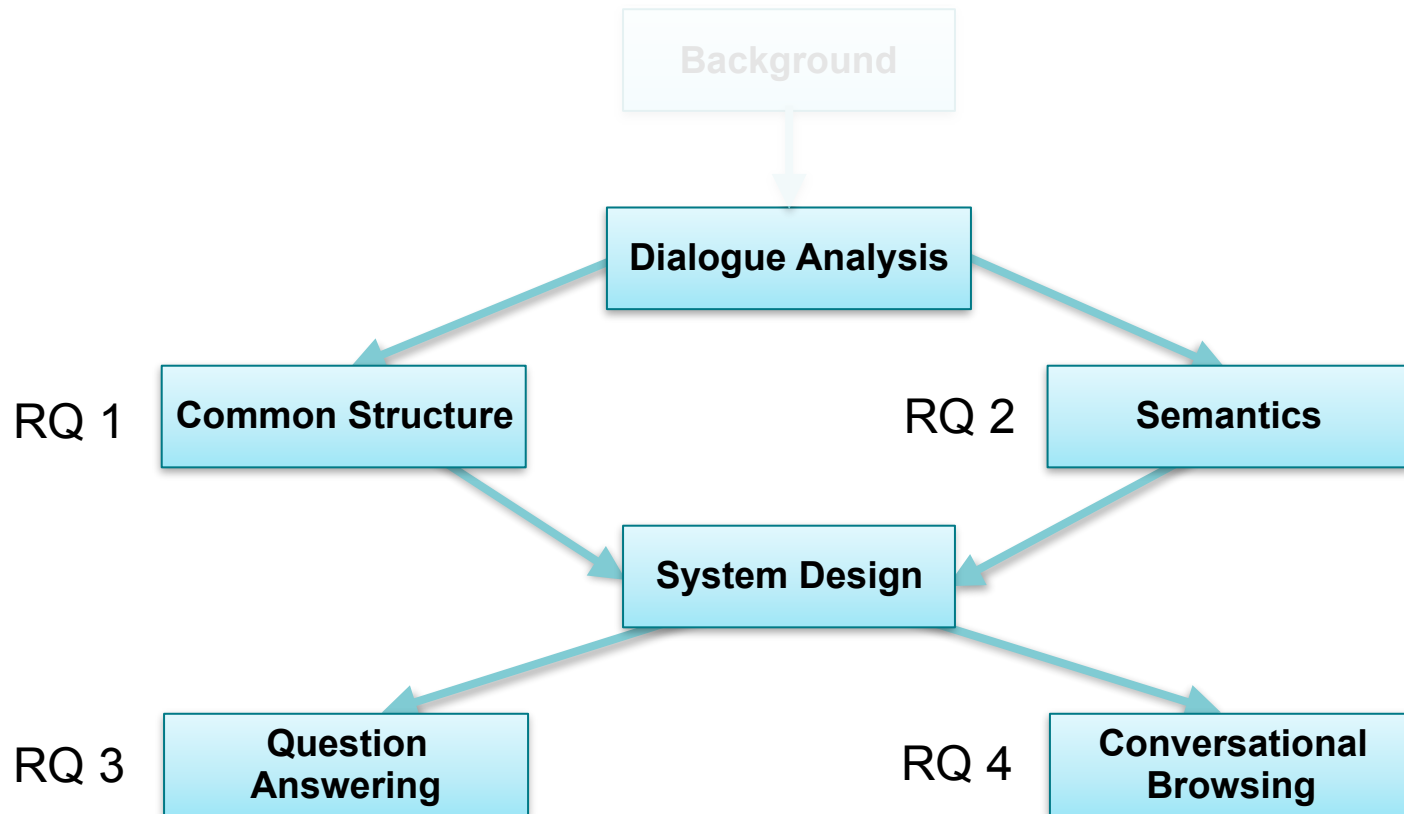 Background
Dialogue Analysis
RQ 1
Common Structure
RQ 2
Semantics
System Design
RQ 3
Question
Answering
RQ 4
Conversational
Browsing